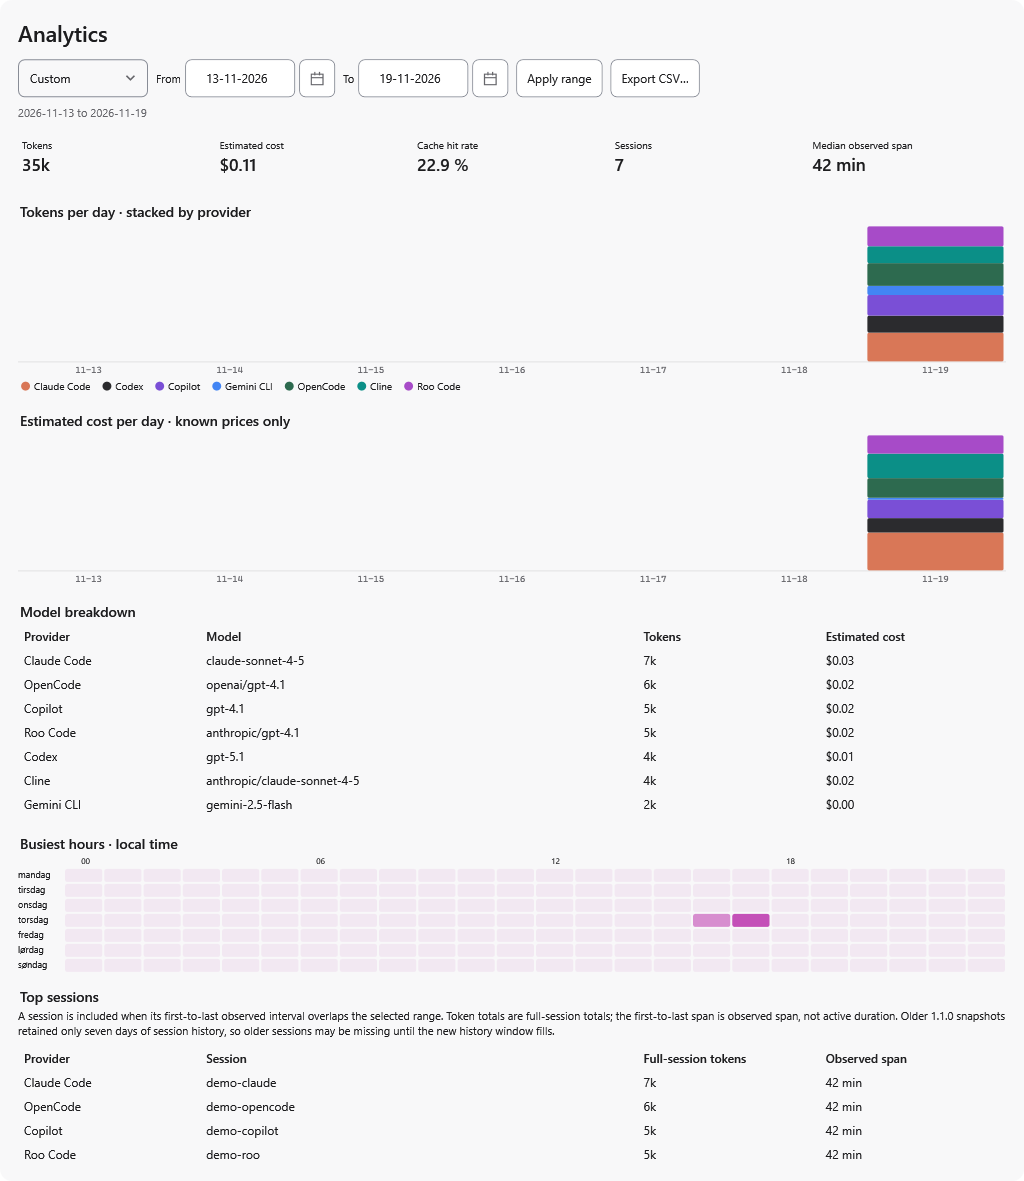 Analytics
Custom From 13-11-2026 To 19-11-2026 Apply range Export CSV...
2026-11-13 to 2026-11-19
Tokens Estimated cost Cache hit rate Sessions Median observed span
35k $0.11 22.9 % 7 42 min
Tokens per day · stacked by provider
11-13 11-14 11-15 11-16 11-17 11-18 11-19
Claude Code Codex Copilot Gemini CLI OpenCode Cline Roo Code
Estimated cost per day · known prices only
11-13 11-14 11-15 11-16 11-17 11-18 11-19
Model breakdown
Provider Model Tokens Estimated cost
Claude Code claude-sonnet-4-5 7k $0.03
OpenCode openai/gpt-4.1 6k $0.02
Copilot gpt-4.1 5k $0.02
Roo Code anthropic/gpt-4.1 5k $0.02
Codex gpt-5.1 4k $0.01
Cline anthropic/claude-sonnet-4-5 4k $0.02
Gemini CLI gemini-2.5-flash 2k $0.00
Busiest hours · local time
00 06 12 18
mandag
tirsdag
onsdag
torsdag
fredag
lørdag
søndag
Top sessions
A session is included when its first-to-last observed interval overlaps the selected range. Token totals are full-session totals; the first-to-last span is observed span, not active duration. Older 1.1.0 snapshots
retained only seven days of session history, so older sessions may be missing until the new history window fills.
Provider Session Full-session tokens Observed span
Claude Code demo-claude 7k 42 min
OpenCode demo-opencode 6k 42 min
Copilot demo-copilot 5k 42 min
Roo Code demo-roo 5k 42 min